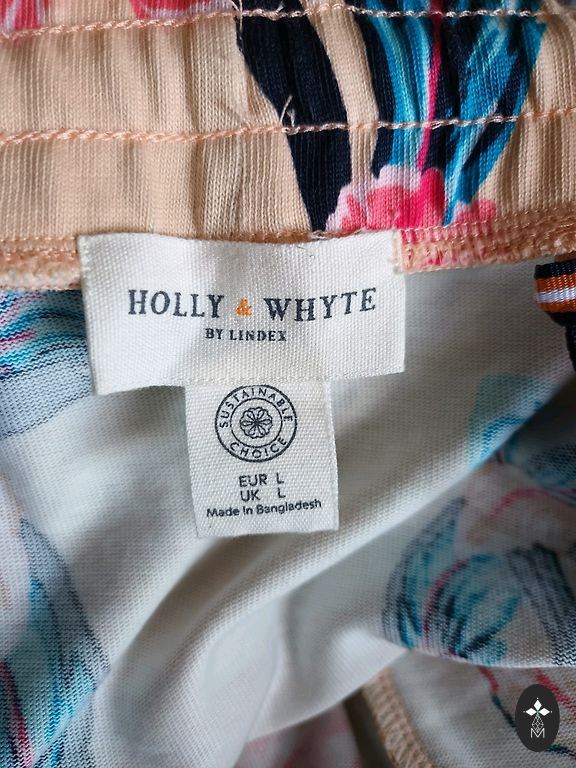 HOLLY & WHYTE
BY LINDEX
SUSTAINABLE
CHOICE
EUR L
UK L
Made in Bangladesh
M